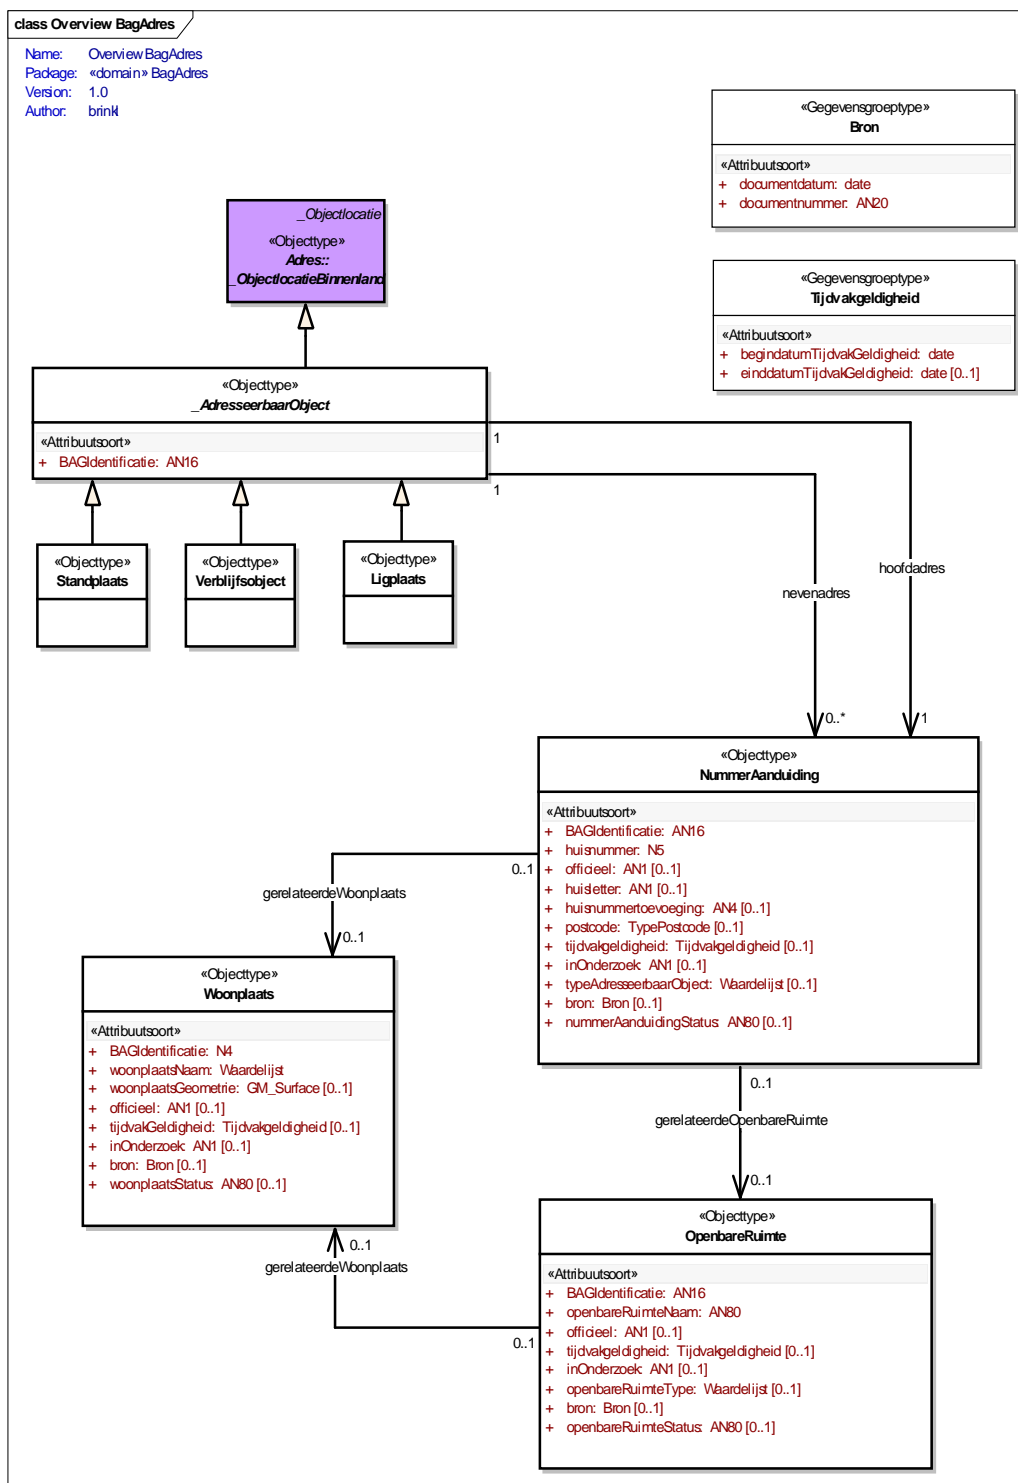 class Overview BagAdres
Name: Overview BagAdres
Package: «domain» BagAdres
Version: 1.0
Author: brinkl
«Gegevensgroeptype»
Bron
«Attribuutsoort»
+ documentdatum: date
+ documentnummer: AN20
_Objectlocatie
«Objecttype»
Adres::
_ObjectlocatieBinnenland
«Gegevensgroeptype»
Tijdvakgeldigheid
«Attribuutsoort»
+ begindatumTijdvakGeldigheid: date
+ einddatumTijdvakGeldigheid: date [0..1]
«Objecttype»
_AdresseerbaarObject
«Attribuutsoort»
+ BAGIdentificatie: AN16
1
1
«Objecttype»
Standplaats
«Objecttype»
Verblijfsobject
«Objecttype»
Ligplaats
hoofdadres
nevenadres
0..*
1
«Objecttype»
NummerAanduiding
«Attribuutsoort»
+ BAGIdentificatie: AN16
+ huisnummer: N5
+ officieel: AN1 [0..1]
+ huisletter: AN1 [0..1]
+ huisnummertoevoeging: AN4 [0..1]
+ postcode: TypePostcode [0..1]
+ tijdvakgeldigheid: Tijdvakgeldigheid [0..1]
+ inOnderzoek: AN1 [0..1]
+ typeAdresseerbaarObject: Waardelijst [0..1]
+ bron: Bron [0..1]
+ nummerAanduidingStatus: AN80 [0..1]
0..1
gerelateerdeWoonplaats
0..1
«Objecttype»
Woonplaats
«Attribuutsoort»
+ BAGIdentificatie: N4
+ woonplaatsNaam: Waardelijst
+ woonplaatsGeometrie: GM_Surface [0..1]
+ officieel: AN1 [0..1]
+ tijdvakGeldigheid: Tijdvakgeldigheid [0..1]
+ inOnderzoek: AN1 [0..1]
+ bron: Bron [0..1]
+ woonplaatsStatus: AN80 [0..1]
0..1
gerelateerdeOpenbareRuimte
0..1
0..1
gerelateerdeWoonplaats
0..1
«Objecttype»
OpenbareRuimte
«Attribuutsoort»
+ BAGIdentificatie: AN16
+ openbareRuimteNaam: AN80
+ officieel: AN1 [0..1]
+ tijdvakgeldigheid: Tijdvakgeldigheid [0..1]
+ inOnderzoek: AN1 [0..1]
+ openbareRuimteType: Waardelijst [0..1]
+ bron: Bron [0..1]
+ openbareRuimteStatus: AN80 [0..1]